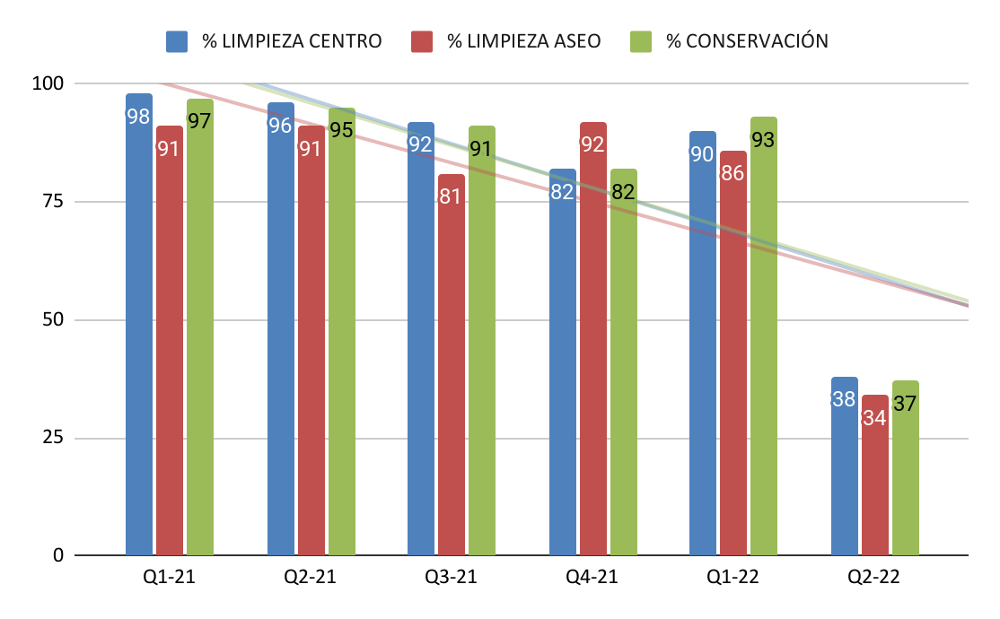 % LIMPIEZA CENTRO % LIMPIEZA ASEO % CONSERVACIÓN
100
75
50
25
0
98 91 97
96 91 95
92 81 91
82 92 82
90 86 93
38 34 37
Q1-21 Q2-21 Q3-21 Q4-21 Q1-22 Q2-22